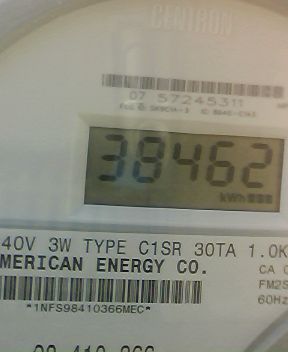 CENTRON
07 57245311
38462
kWh
40V 3W TYPE C1SR 30TA 1.0K
MERICAN ENERGY CO.
CA 0
FM2S
60Hz
*1NFS98410366MEC*